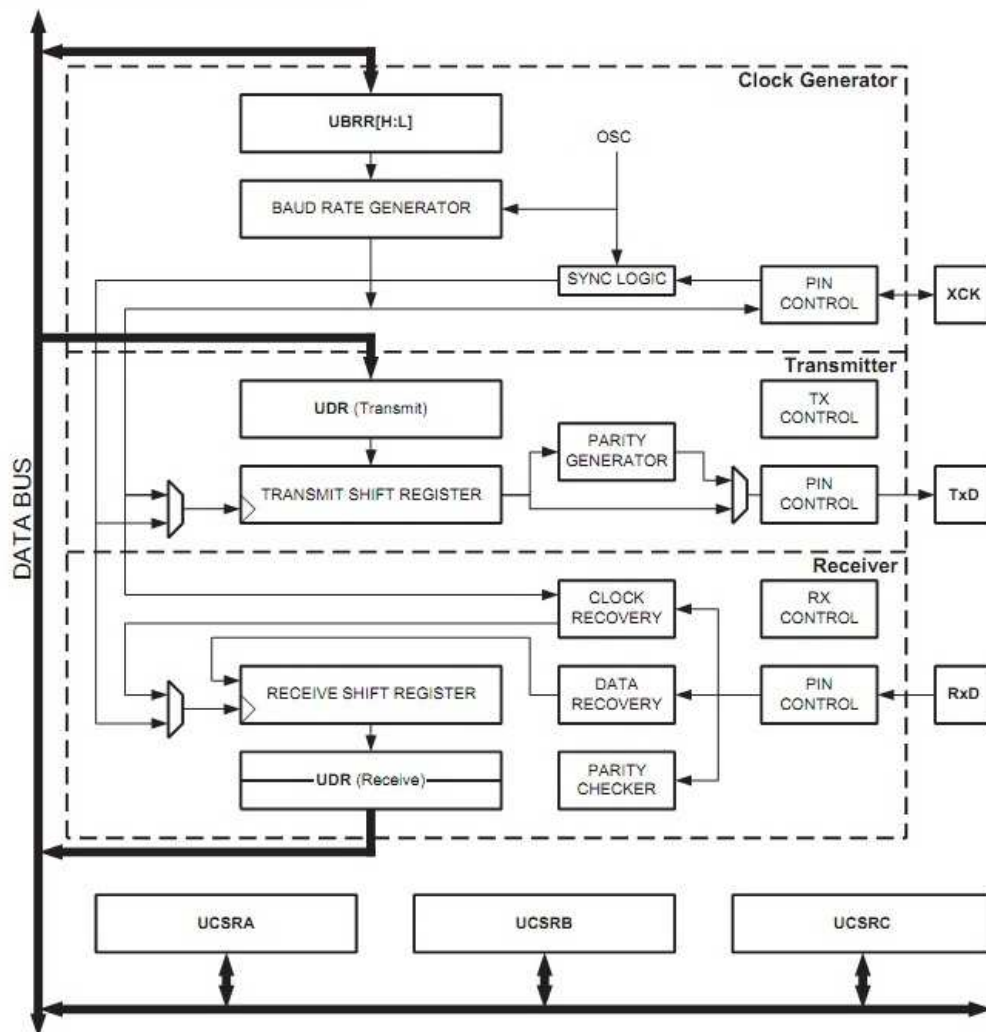 Clock Generator
UBRR[H:L]
OSC
BAUD RATE GENERATOR
SYNC LOGIC
PIN
CONTROL
XCK
Transmitter
UDR (Transmit)
TX
CONTROL
PARITY
GENERATOR
TRANSMIT SHIFT REGISTER
PIN
CONTROL
TxD
DATA BUS
Receiver
CLOCK
RECOVERY
RX
CONTROL
RECEIVE SHIFT REGISTER
DATA
RECOVERY
PIN
CONTROL
RxD
UDR (Receive)
PARITY
CHECKER
UCSRA
UCSRB
UCSRC